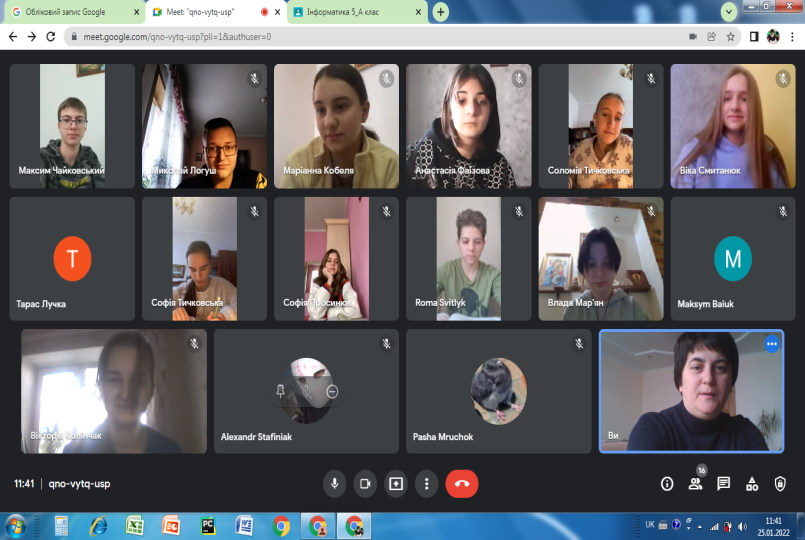 Обліковий запис Google
Meet: "qno-vytq-usp"
Інформатика 5_А клас
meet.google.com/qno-vytq-usp?pli=1&authuser=0
Максим Чайковський
Миколай Логуш
Маріанна Кобеля
Анастасія Фаїзова
Соломія Тичковська
Віка Смитанюк
Т
Тарас Лучка
Софія Тичковська
Софія Просинюк
Roma Svitlyk
Влада Мар'ян
M
Maksym Baiuk
Вікторія
Alexandr Stafiniak
Pasha Mruchok
Ви
11:41
qno-vytq-usp
16
UK
11:41
25.01.2022